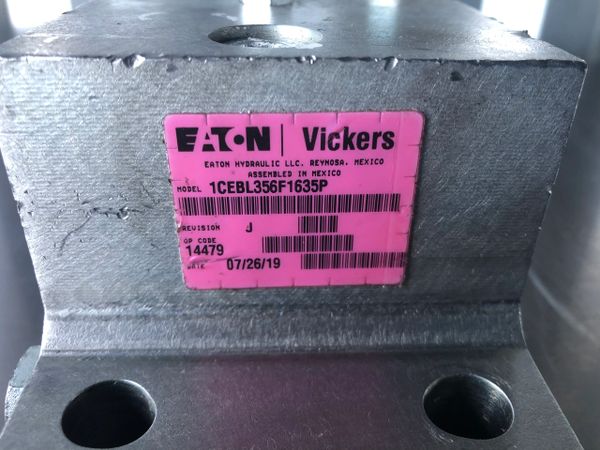 EATON | Vickers
EATON HYDRAULIC LLC. REYNOSA, MEXICO
ASSEMBLED IN MEXICO
MODEL 1CEBL356F1635P
REVISION J
OP CODE
14479
DATE 07/26/19